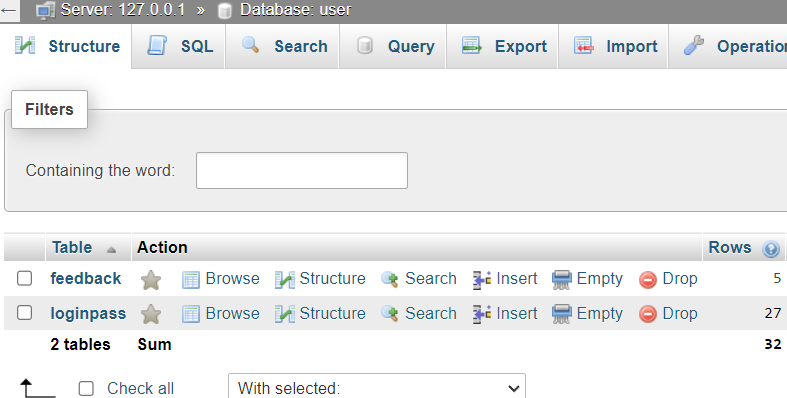 Server: 127.0.0.1 » Database: user
Structure SQL Search Query Export Import Operation
Filters
Containing the word:
Table Action Rows
feedback Browse Structure Search Insert Empty Drop 5
loginpass Browse Structure Search Insert Empty Drop 27
2 tables Sum 32
Check all With selected: